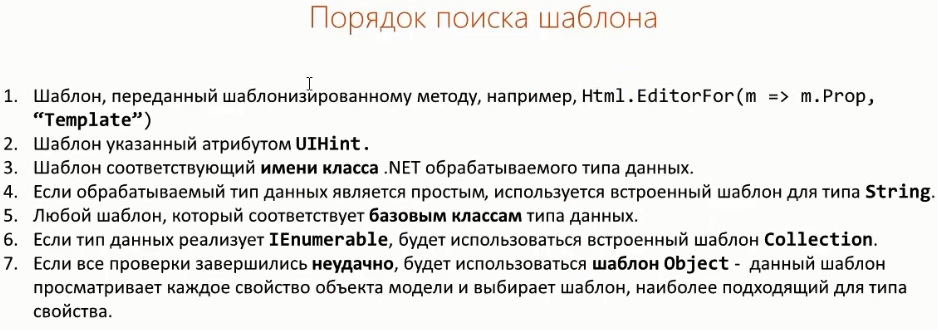 Порядок поиска шаблона
1. Шаблон, переданный шаблонизированному методу, например, Html.EditorFor(m => m.Prop,
“Template”)
2. Шаблон указанный атрибутом UIHint.
3. Шаблон соответствующий имени класса .NET обрабатываемого типа данных.
4. Если обрабатываемый тип данных является простым, используется встроенный шаблон для типа String.
5. Любой шаблон, который соответствует базовым классам типа данных.
6. Если тип данных реализует IEnumerable, будет использоваться встроенный шаблон Collection.
7. Если все проверки завершились неудачно, будет использоваться шаблон Object - данный шаблон
просматривает каждое свойство объекта модели и выбирает шаблон, наиболее подходящий для типа
свойства.